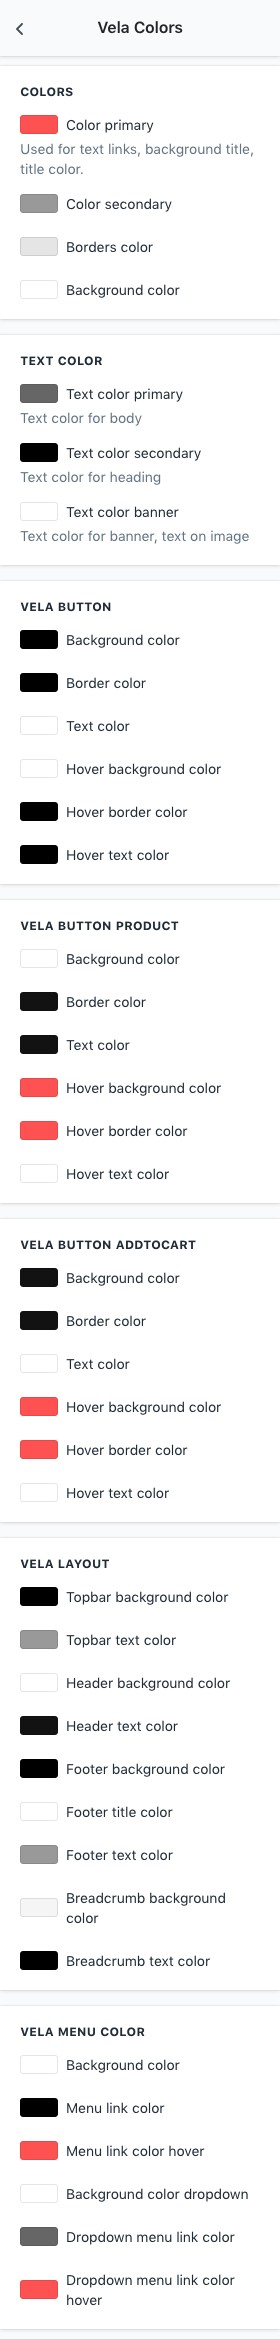 Vela Colors
COLORS
Color primary
Used for text links, background title,
title color.
Color secondary
Borders color
Background color
TEXT COLOR
Text color primary
Text color for body
Text color secondary
Text color for heading
Text color banner
Text color for banner, text on image
VELA BUTTON
Background color
Border color
Text color
Hover background color
Hover border color
Hover text color
VELA BUTTON PRODUCT
Background color
Border color
Text color
Hover background color
Hover border color
Hover text color
VELA BUTTON ADDTOCART
Background color
Border color
Text color
Hover background color
Hover border color
Hover text color
VELA LAYOUT
Topbar background color
Topbar text color
Header background color
Header text color
Footer background color
Footer title color
Footer text color
Breadcrumb background
color
Breadcrumb text color
VELA MENU COLOR
Background color
Menu link color
Menu link color hover
Background color dropdown
Dropdown menu link color
Dropdown menu link color
hover